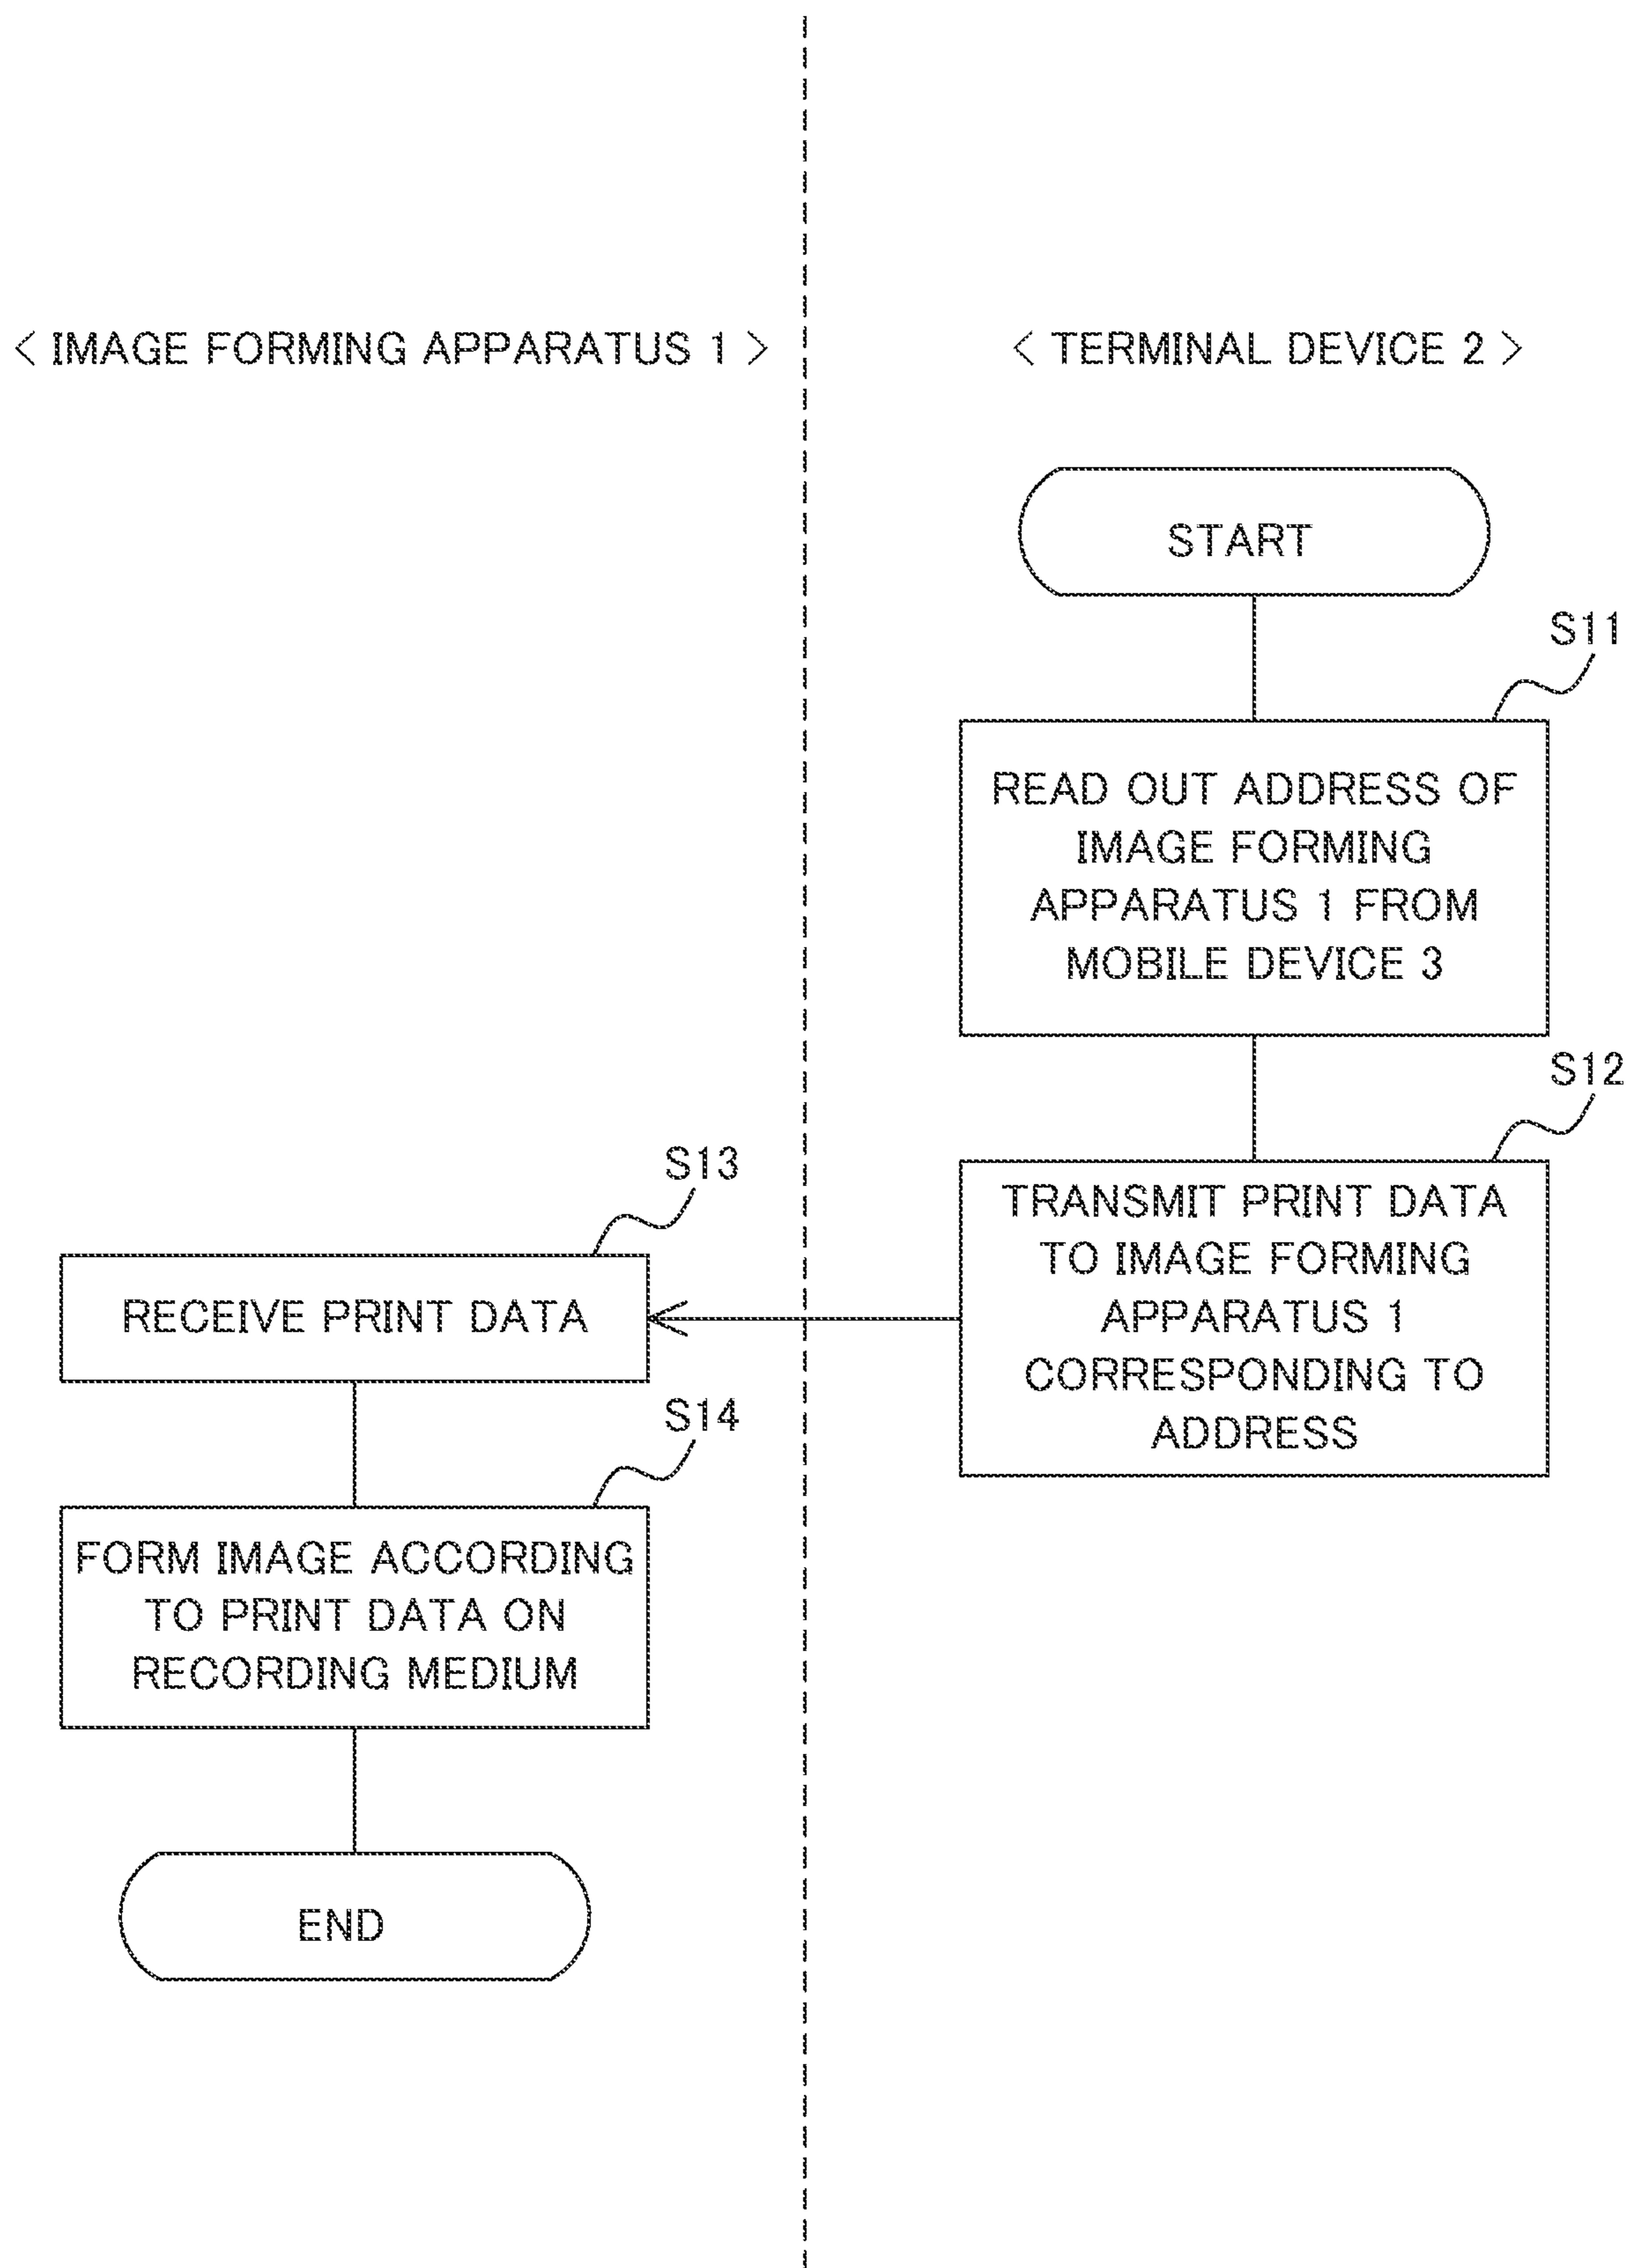 < IMAGE FORMING APPARATUS 1 >
< TERMINAL DEVICE 2 >
START
S11
READ OUT ADDRESS OF
IMAGE FORMING
APPARATUS 1 FROM
MOBILE DEVICE 3
S12
TRANSMIT PRINT DATA
TO IMAGE FORMING
APPARATUS 1
CORRESPONDING TO
ADDRESS
S13
RECEIVE PRINT DATA
S14
FORM IMAGE ACCORDING
TO PRINT DATA ON
RECORDING MEDIUM
END